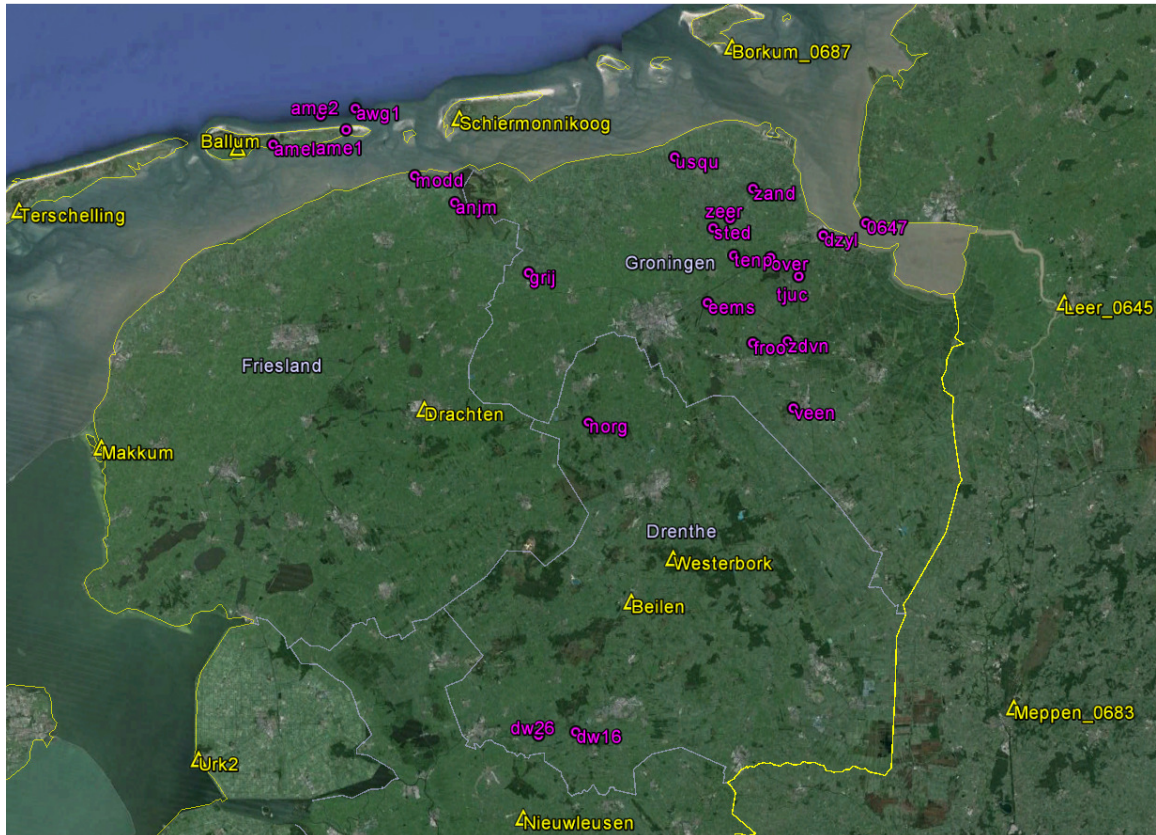 Borkum_0687
ame2
awg1
Schiermonnikoog
Ballum
amelame1
usqu
modd
zand
anjm
Terschelling
zeer
sted
0647
dzyl
tenp
over
Groningen
grij
tjuc
eems
Leer_0645
froo
zdvn
Friesland
Drachten
veen
norg
Makkum
Drenthe
Westerbork
Beilen
Meppen_0683
dw26
dw16
Urk2
Nieuwleusen